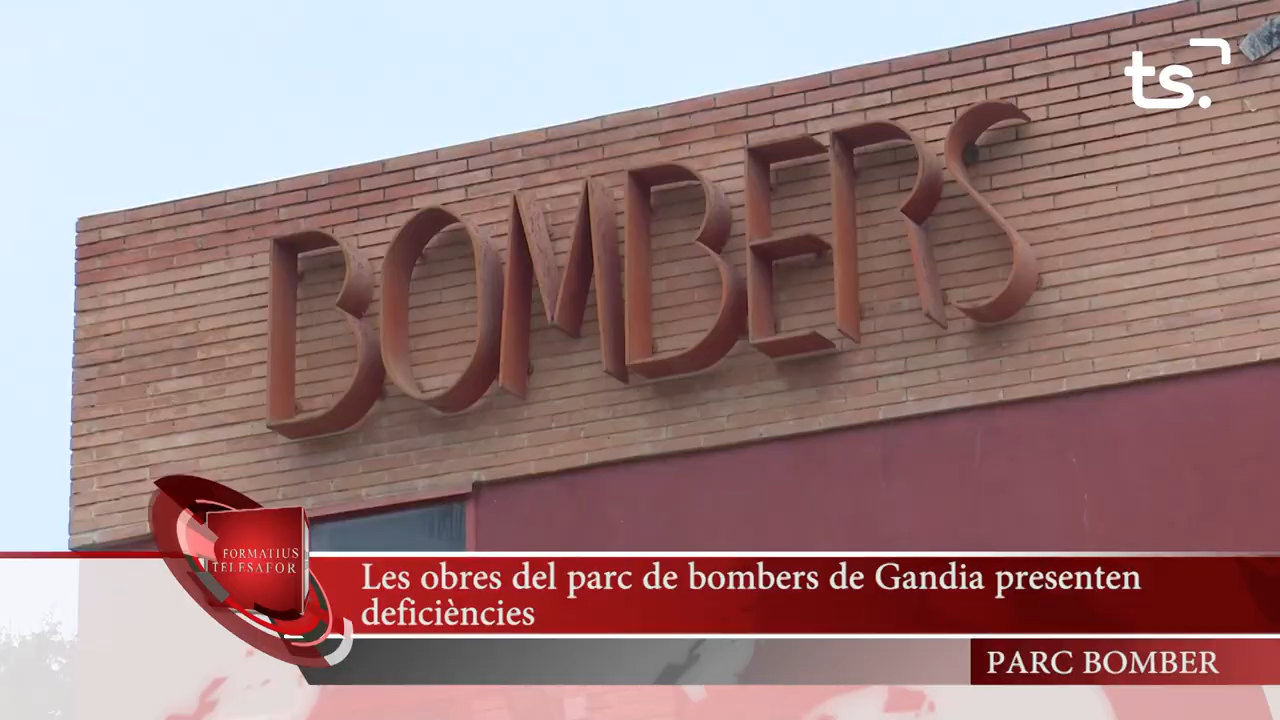 ts.
BOMBERS
FORMATIUS
TELESAFOR
Les obres del parc de bombers de Gandia presenten
deficiències
PARC BOMBER